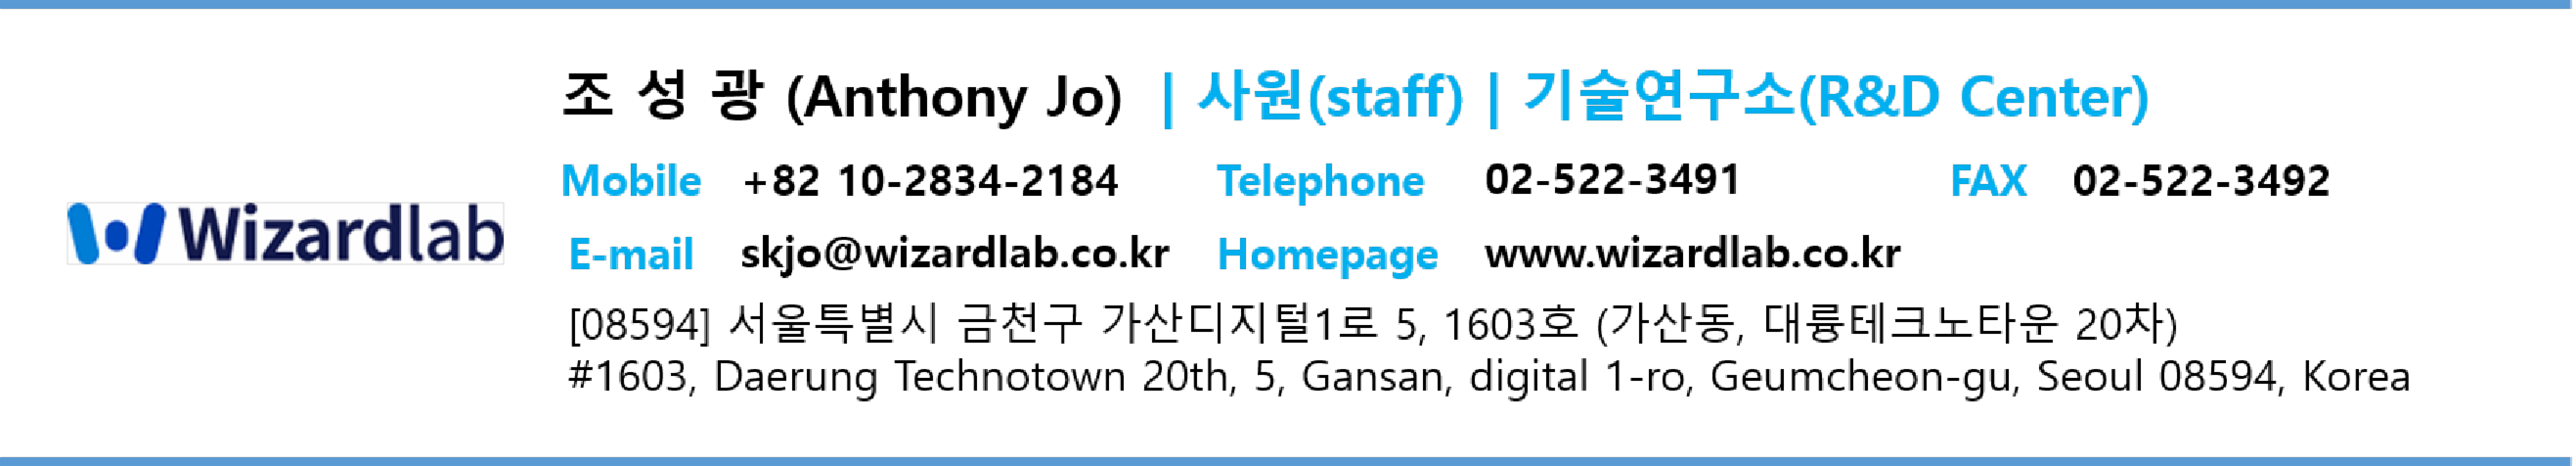 조 성 광 (Anthony Jo) | 사원(staff) | 기술연구소(R&D Center)
Mobile +82 10-2834-2184 Telephone 02-522-3491 FAX 02-522-3492
Wizardlab
E-mail skjo@wizardlab.co.kr Homepage www.wizardlab.co.kr
[08594] 서울특별시 금천구 가산디지털1로 5, 1603호 (가산동, 대륭테크노타운 20차)
#1603, Daerung Technotown 20th, 5, Gansan, digital 1-ro, Geumcheon-gu, Seoul 08594, Korea